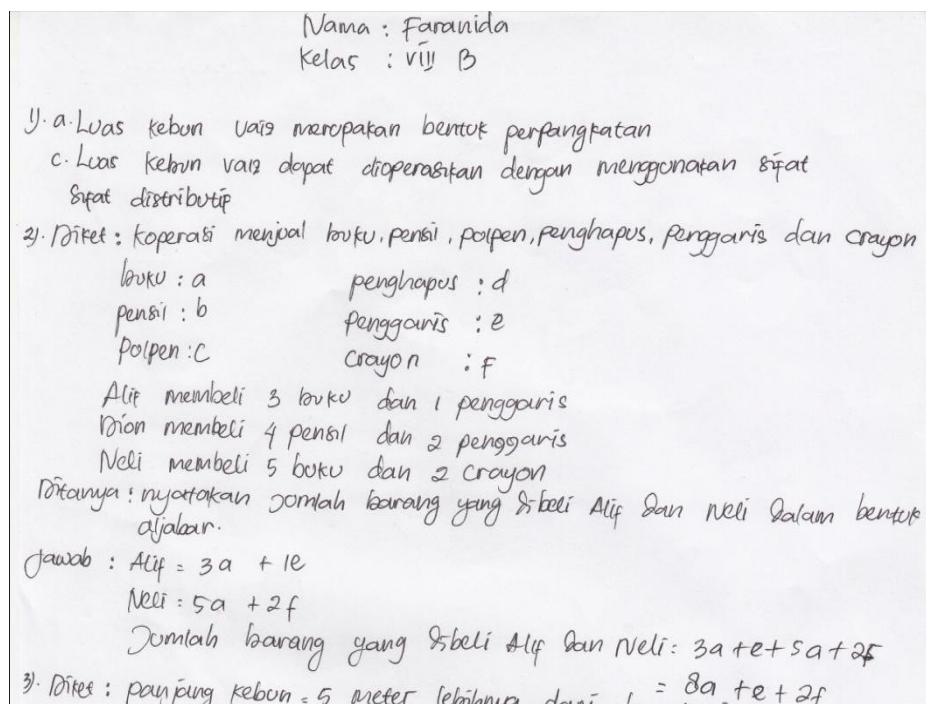 Nama : Faranida
Kelas : viii B
1). a. Luas kebun vais merupakan bentuk perpangkatan
c. Luas kebun vais dapat dioperasikan dengan menggunakan sifat
sifat distributif
2). Diket : koperasi menjual buku, pensil, polpen, penghapus, penggaris dan crayon
buku : a penghapus : d
pensil : b penggaris : e
Polpen : c crayon : f
Alif membeli 3 buku dan 1 penggaris
Dion membeli 4 pensil dan 2 penggaris
Neli membeli 5 buku dan 2 crayon
Ditanya : nyatakan jumlah barang yang dibeli Alif dan Neli dalam bentuk
aljabar.
Jawab : Alif = 3a + 1e
Neli = 5a + 2f
Jumlah barang yang dibeli Alif dan Neli : 3a + e + 5a + 2f
= 8a + e + 2f
3). Diket : panjang kebun = 5 meter lebihnya dari